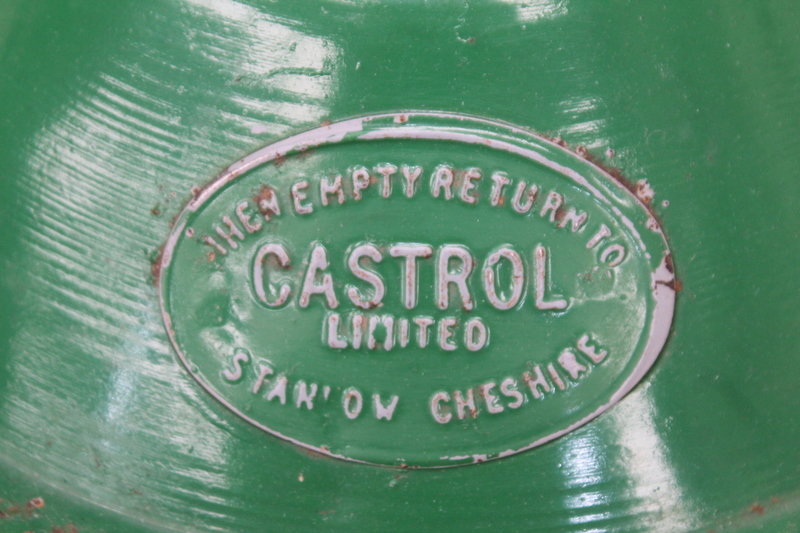 WHEN EMPTY RETURN TO
CASTROL
LIMITED
STAN'OW CHESHIRE